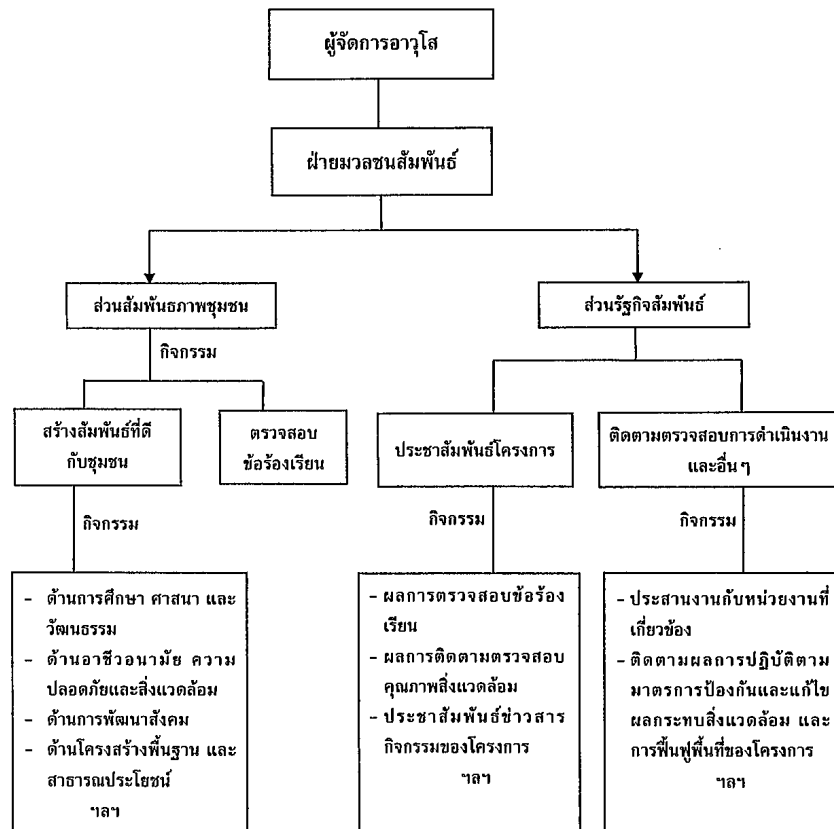 ผู้จัดการอาวุโส
ฝ่ายมวลชนสัมพันธ์
ส่วนสัมพันธภาพชุมชน
ส่วนรัฐกิจสัมพันธ์
กิจกรรม
สร้างสัมพันธ์ที่ดี
กับชุมชน
ตรวจสอบ
ข้อร้องเรียน
ประชาสัมพันธ์โครงการ
ติดตามตรวจสอบการดำเนินงาน
และอื่นๆ
กิจกรรม
กิจกรรม
กิจกรรม
- ด้านการศึกษา ศาสนา และ
วัฒนธรรม
- ด้านอาชีวอนามัย ความ
ปลอดภัยและสิ่งแวดล้อม
- ด้านการพัฒนาสังคม
- ด้านโครงสร้างพื้นฐาน และ
สาธารณประโยชน์
ฯลฯ
- ผลการตรวจสอบข้อร้อง
เรียน
- ผลการติดตามตรวจสอบ
คุณภาพสิ่งแวดล้อม
- ประชาสัมพันธ์ข่าวสาร
กิจกรรมของโครงการ
ฯลฯ
- ประสานงานกับหน่วยงานที่
เกี่ยวข้อง
- ติดตามผลการปฏิบัติตาม
มาตรการป้องกันและแก้ไข
ผลกระทบสิ่งแวดล้อม และ
การฟื้นฟูพื้นที่ของโครงการ
ฯลฯ